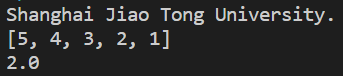 Shanghai Jiao Tong University.
[5, 4, 3, 2, 1]
2.0